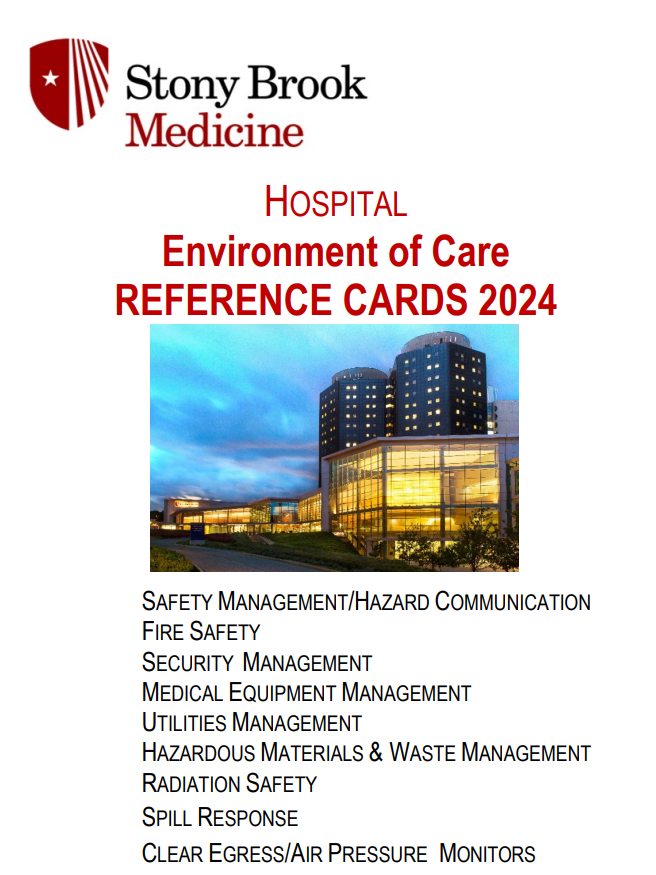 Stony Brook
Medicine
HOSPITAL
Environment of Care
REFERENCE CARDS 2024
SAFETY MANAGEMENT/HAZARD COMMUNICATION
FIRE SAFETY
SECURITY MANAGEMENT
MEDICAL EQUIPMENT MANAGEMENT
UTILITIES MANAGEMENT
HAZARDOUS MATERIALS & WASTE MANAGEMENT
RADIATION SAFETY
SPILL RESPONSE
CLEAR EGRESS/AIR PRESSURE MONITORS